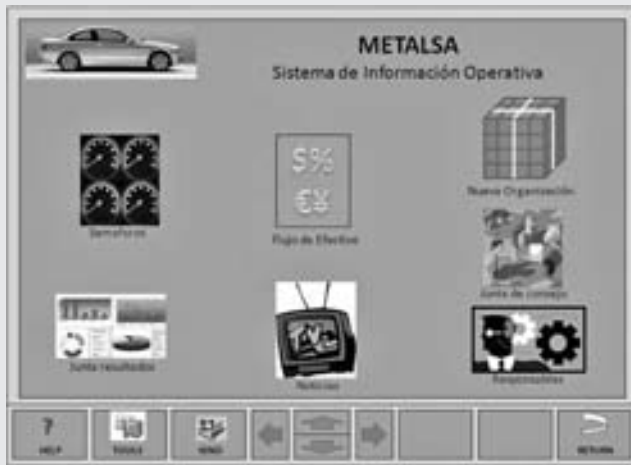 METALSA
Sistema de Información Operativa
$%
€¥
Semaforos
Flujo de Efectivo
Nueva Organización
Junta de consejo
Junta resultados
Noticias
Responsables
?
HELP
TOOLS
SEND
RETURN